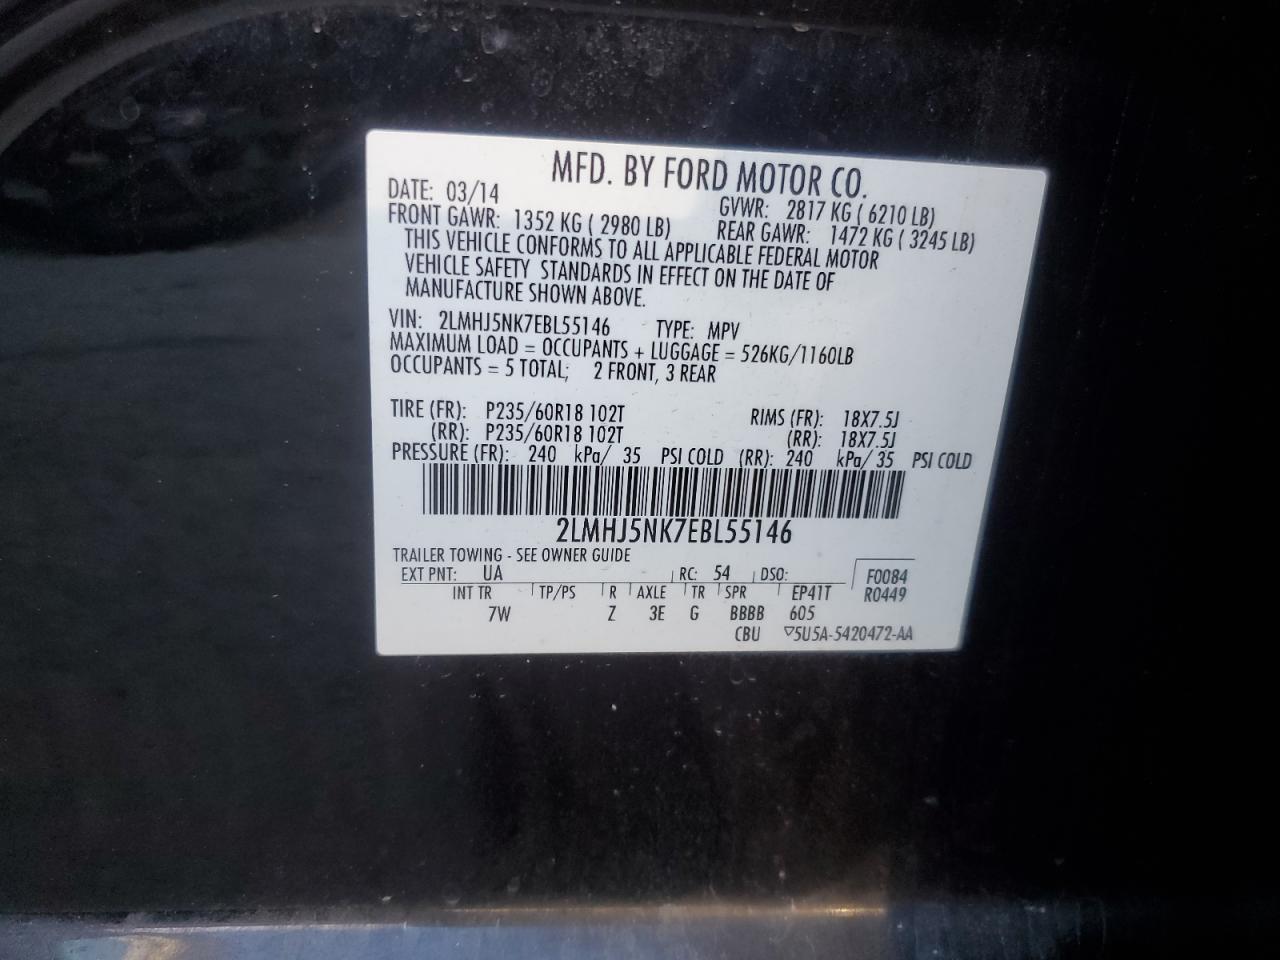 MFD. BY FORD MOTOR CO.
DATE: 03/14 GVWR: 2817 KG ( 6210 LB)
FRONT GAWR: 1352 KG ( 2980 LB) REAR GAWR: 1472 KG ( 3245 LB)
THIS VEHICLE CONFORMS TO ALL APPLICABLE FEDERAL MOTOR
VEHICLE SAFETY STANDARDS IN EFFECT ON THE DATE OF
MANUFACTURE SHOWN ABOVE.
VIN: 2LMHJ5NK7EBL55146 TYPE: MPV
MAXIMUM LOAD = OCCUPANTS + LUGGAGE = 526KG/1160LB
OCCUPANTS = 5 TOTAL; 2 FRONT, 3 REAR
TIRE (FR): P235/60R18 102T RIMS (FR): 18X7.5J
(RR): P235/60R18 102T (RR): 18X7.5J
PRESSURE (FR): 240 kPa/ 35 PSI COLD (RR): 240 kPa/ 35 PSI COLD
2LMHJ5NK7EBL55146
TRAILER TOWING - SEE OWNER GUIDE
EXT PNT: UA RC: 54 DSO: F0084
INT TR TP/PS R AXLE TR SPR EP41T R0449
7W Z 3E G BBBB 605
CBU ▽5U5A-5420472-AA